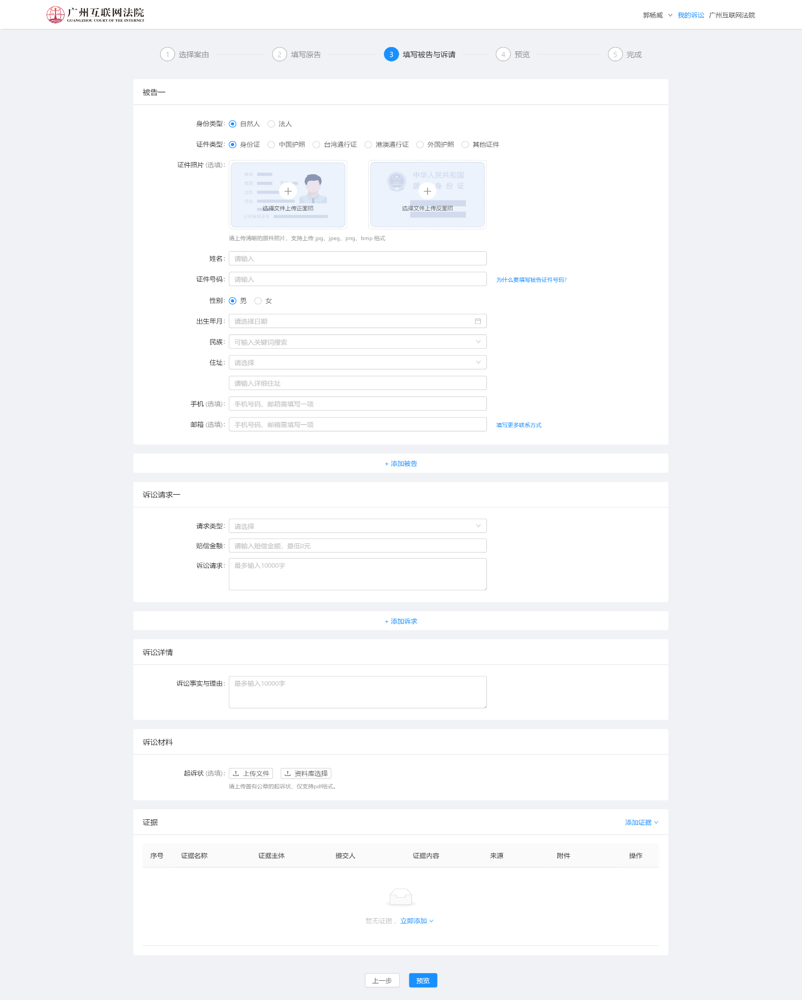 广州互联网法院
GUANGZHOU COURT OF THE INTERNET
郭杨威 我的诉讼 广州互联网法院
1 选择案由 2 填写原告 3 填写被告与诉请 4 预览 5 完成
被告一
身份类型: 自然人 法人
证件类型: 身份证 中国护照 台湾通行证 港澳通行证 外国护照 其他证件
证件照片 (选填):
姓名
性别 民族
出生
住址
公民身份证号
选择文件上传正面照
中华人民共和国
居 身 份 证
选择文件上传反面照
请上传清晰的原件照片，支持上传 jpg、jpeg、png、bmp 格式
姓名: 请输入
证件号码: 请输入 为什么要填写被告证件号码?
性别: 男 女
出生年月: 请选择日期
民族: 可输入关键词搜索
住址: 请选择
请输入详细住址
手机 (选填): 手机号码、邮箱需填写一项
邮箱 (选填): 手机号码、邮箱需填写一项 填写更多联系方式
+ 添加被告
诉讼请求一
请求类型: 请选择
赔偿金额: 请输入赔偿金额，最低0元
诉讼请求: 最多输入10000字
+ 添加诉求
诉讼详情
诉讼事实与理由: 最多输入10000字
诉讼材料
起诉状 (选填): 上传文件 资料库选择
请上传盖有公章的起诉状，仅支持pdf格式。
证据 添加证据
序号 证据名称 证据主体 提交人 证据内容 来源 附件 操作
暂无证据， 立即添加
上一步 预览